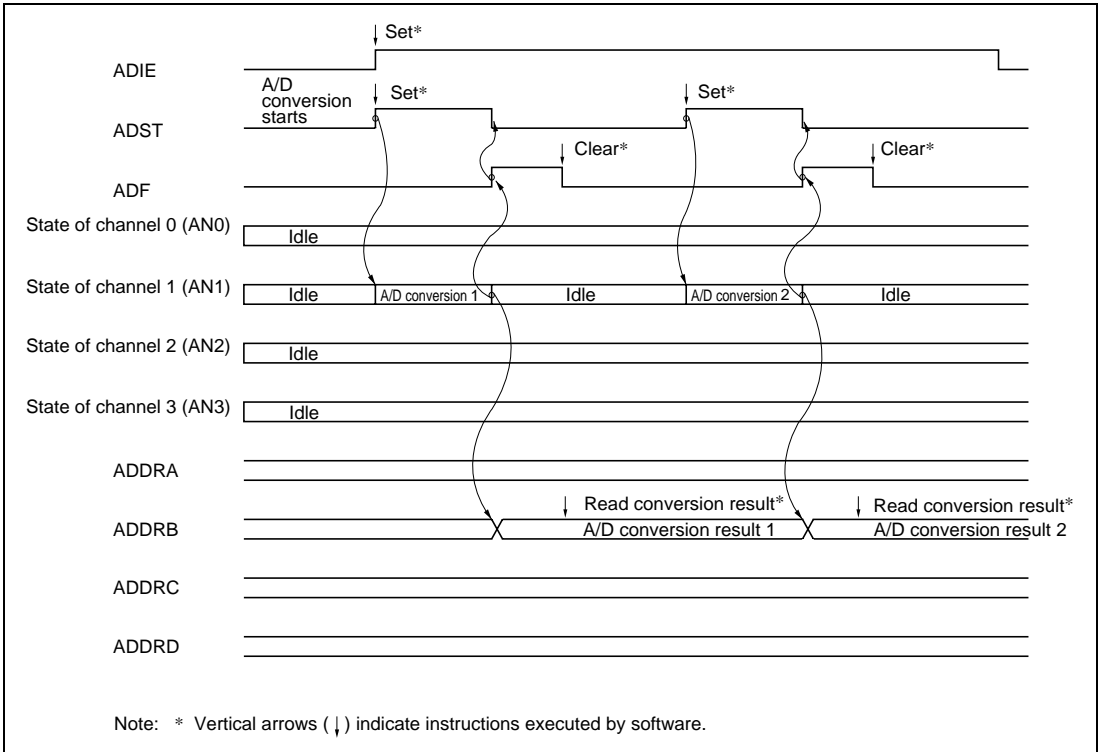 Set*
ADIE
A/D
conversion
starts
Set*
Set*
ADST
Clear*
Clear*
ADF
State of channel 0 (AN0)
Idle
State of channel 1 (AN1)
Idle
A/D conversion 1
Idle
A/D conversion 2
Idle
State of channel 2 (AN2)
Idle
State of channel 3 (AN3)
Idle
ADDRA
Read conversion result*
Read conversion result*
ADDRB
A/D conversion result 1
A/D conversion result 2
ADDRC
ADDRD
Note: * Vertical arrows (↓) indicate instructions executed by software.